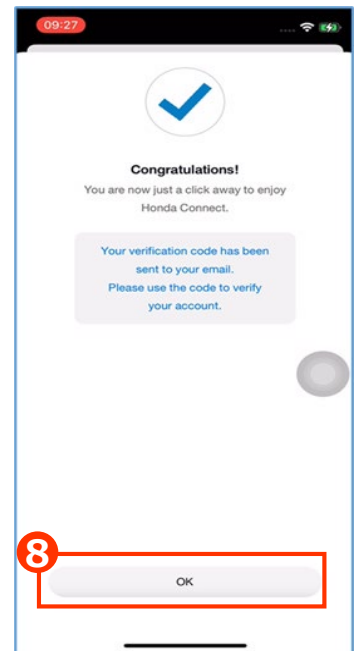 09:27
Congratulations!
You are now just a click away to enjoy
Honda Connect.
Your verification code has been
sent to your email.
Please use the code to verify
your account.
8
OK